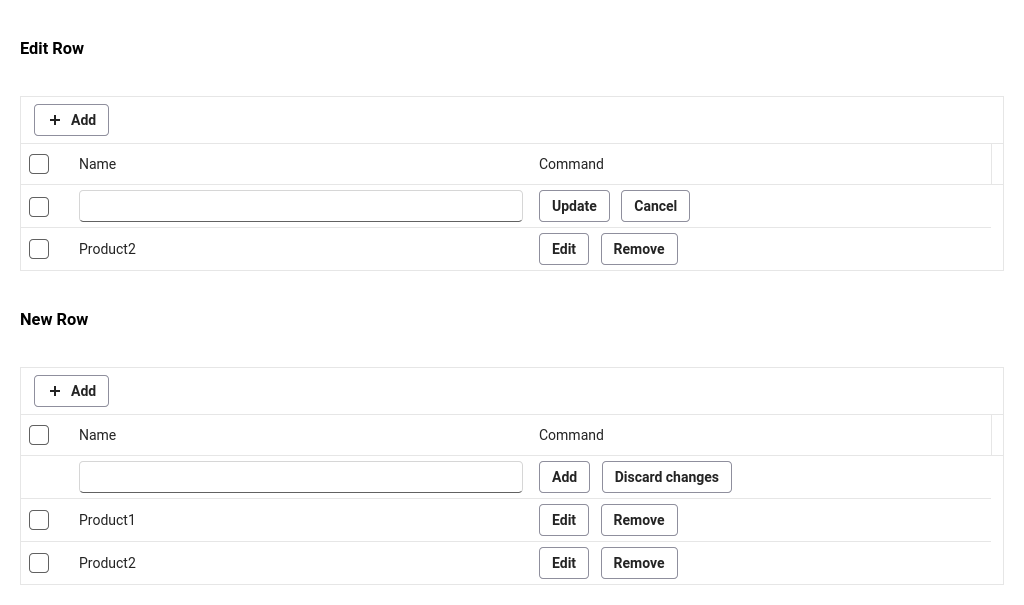 Edit Row
Add
Name Command
Update Cancel
Product2 Edit Remove
New Row
Add
Name Command
Add Discard changes
Product1 Edit Remove
Product2 Edit Remove